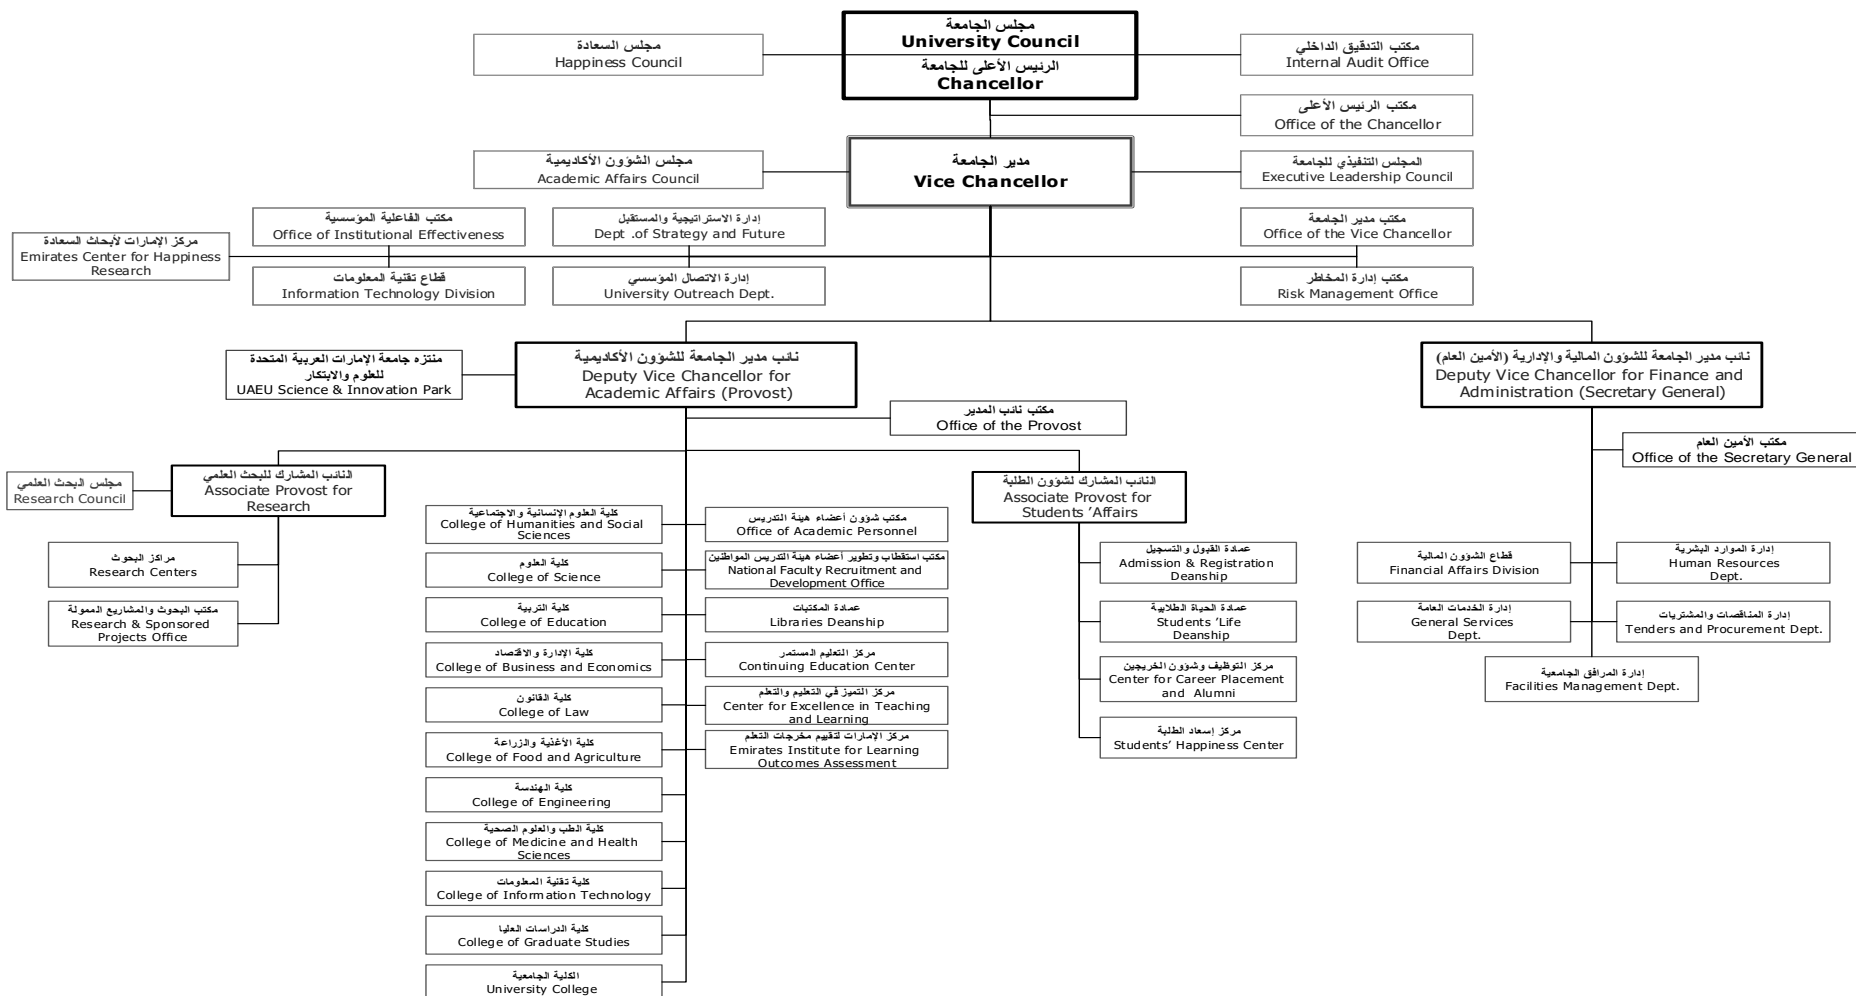 مجلس الجامعة
University Council
الرئيس الأعلى للجامعة
Chancellor
مجلس السعادة
Happiness Council
مكتب التدقيق الداخلي
Internal Audit Office
مكتب الرئيس الأعلى
Office of the Chancellor
مدير الجامعة
Vice Chancellor
مجلس الشؤون الأكاديمية
Academic Affairs Council
المجلس التنفيذي للجامعة
Executive Leadership Council
مركز الإمارات لأبحاث السعادة
Emirates Center for Happiness
Research
مكتب الفاعلية المؤسسية
Office of Institutional Effectiveness
إدارة الاستراتيجية والمستقبل
Dept .of Strategy and Future
مكتب مدير الجامعة
Office of the Vice Chancellor
قطاع تقنية المعلومات
Information Technology Division
إدارة الاتصال المؤسسي
University Outreach Dept.
مكتب إدارة المخاطر
Risk Management Office
منتزه جامعة الإمارات العربية المتحدة
للعلوم والابتكار
UAEU Science & Innovation Park
نائب مدير الجامعة للشؤون الأكاديمية
Deputy Vice Chancellor for
Academic Affairs (Provost)
نائب مدير الجامعة للشؤون المالية والإدارية (الأمين العام)
Deputy Vice Chancellor for Finance and
Administration (Secretary General)
مكتب نائب المدير
Office of the Provost
مكتب الأمين العام
Office of the Secretary General
مجلس البحث العلمي
Research Council
النائب المشارك للبحث العلمي
Associate Provost for
Research
النائب المشارك لشؤون الطلبة
Associate Provost for
Students ’Affairs
مراكز البحوث
Research Centers
مكتب البحوث والمشاريع الممولة
Research & Sponsored
Projects Office
كلية العلوم الإنسانية والاجتماعية
College of Humanities and Social
Sciences
كلية العلوم
College of Science
كلية التربية
College of Education
كلية الإدارة والاقتصاد
College of Business and Economics
كلية القانون
College of Law
كلية الأغذية والزراعة
College of Food and Agriculture
كلية الهندسة
College of Engineering
كلية الطب والعلوم الصحية
College of Medicine and Health
Sciences
كلية تقنية المعلومات
College of Information Technology
كلية الدراسات العليا
College of Graduate Studies
الكلية الجامعية
University College
مكتب شؤون أعضاء هيئة التدريس
Office of Academic Personnel
مكتب استقطاب وتطوير أعضاء هيئة التدريس المواطنين
National Faculty Recruitment and
Development Office
عمادة المكتبات
Libraries Deanship
مركز التعليم المستمر
Continuing Education Center
مركز التميز في التعليم والتعلم
Center for Excellence in Teaching
and Learning
مركز الإمارات لتقييم مخرجات التعلم
Emirates Institute for Learning
Outcomes Assessment
عمادة القبول والتسجيل
Admission & Registration
Deanship
عمادة الحياة الطلابية
Students ’Life
Deanship
مركز التوظيف وشؤون الخريجين
Center for Career Placement
and Alumni
مركز إسعاد الطلبة
Students’ Happiness Center
قطاع الشؤون المالية
Financial Affairs Division
إدارة الموارد البشرية
Human Resources
Dept.
إدارة الخدمات العامة
General Services
Dept.
إدارة المناقصات والمشتريات
Tenders and Procurement Dept.
إدارة المرافق الجامعية
Facilities Management Dept.